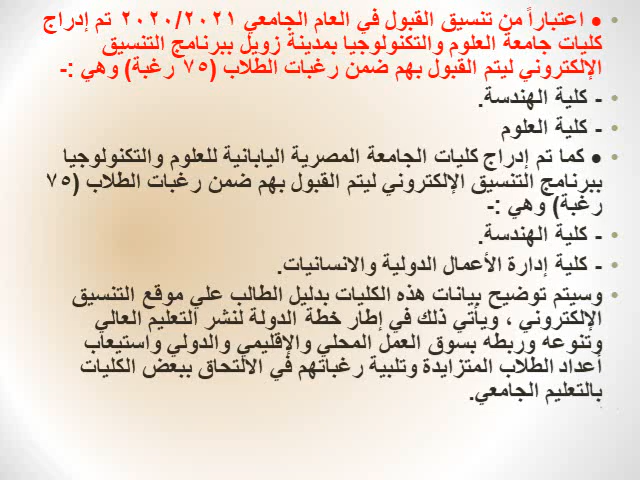 • ● اعتباراً من تنسيق القبول في العام الجامعي ٢٠٢٠/٢٠٢١ تم إدراج
كليات جامعة العلوم والتكنولوجيا بمدينة زويل ببرنامج التنسيق
الإلكتروني ليتم القبول بهم ضمن رغبات الطلاب (٧٥ رغبة) وهي :-
• - كلية الهندسة.
• - كلية العلوم
• ● كما تم إدراج كليات الجامعة المصرية اليابانية للعلوم والتكنولوجيا
ببرنامج التنسيق الإلكتروني ليتم القبول بهم ضمن رغبات الطلاب (٧٥
رغبة) وهي :-
• - كلية الهندسة.
• - كلية إدارة الأعمال الدولية والانسانيات.
• وسيتم توضيح بيانات هذه الكليات بدليل الطالب علي موقع التنسيق
الإلكتروني ، ويأتي ذلك في إطار خطة الدولة لنشر التعليم العالي
وتنوعه وربطه بسوق العمل المحلي والإقليمي والدولي واستيعاب
أعداد الطلاب المتزايدة وتلبية رغباتهم في الالتحاق ببعض الكليات
بالتعليم الجامعي.